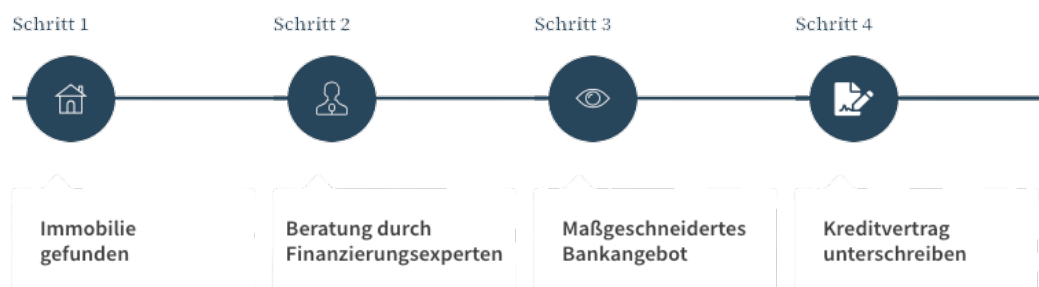 Schritt 1
Schritt 2
Schritt 3
Schritt 4
Immobilie
gefunden
Beratung durch
Finanzierungsexperten
Maßgeschneidertes
Bankangebot
Kreditvertrag
unterschreiben